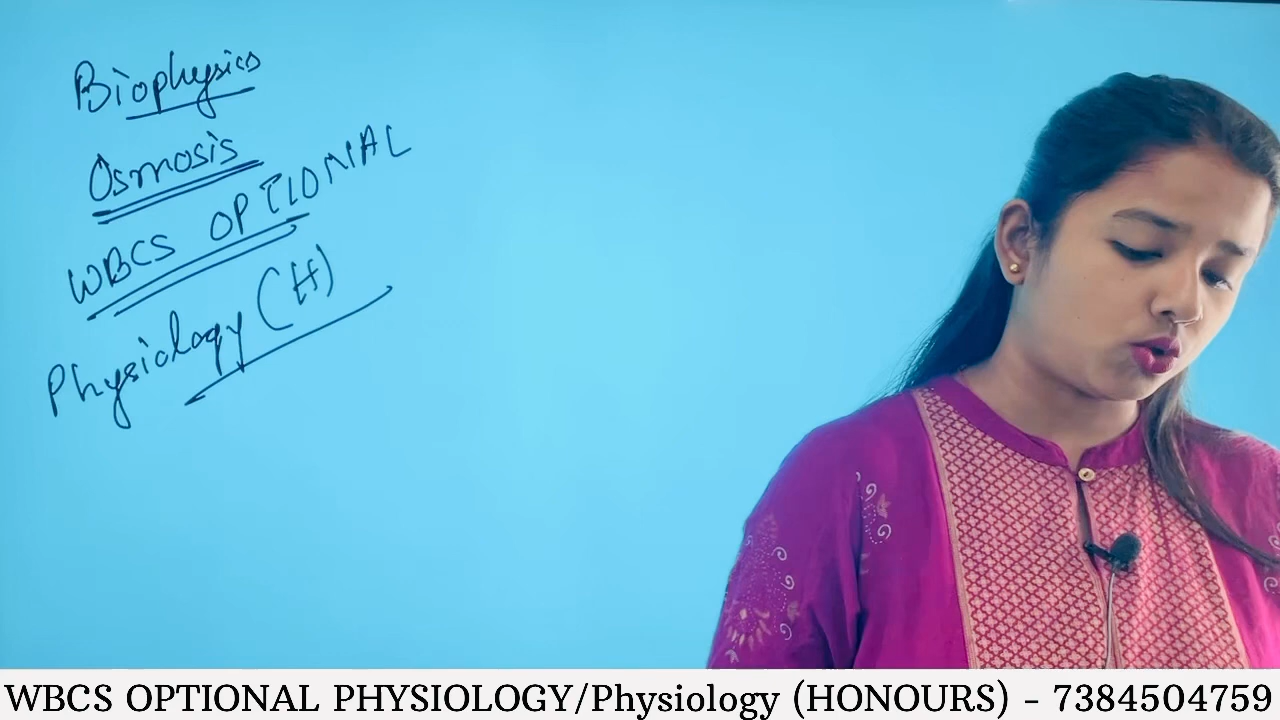 Biophysics
Osmosis
WBCS OPTIONAL
Physiology (H)
WBCS OPTIONAL PHYSIOLOGY/Physiology (HONOURS) - 7384504759